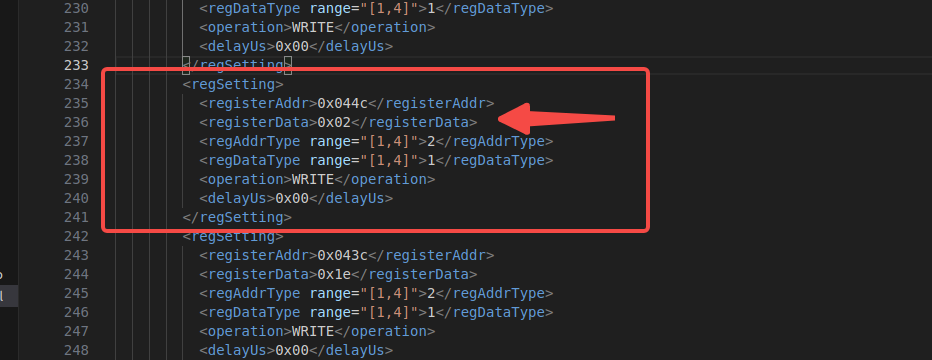 230 <regDataType range="[1,4]">1</regDataType>
231 <operation>WRITE</operation>
232 <delayUs>0x00</delayUs>
233 </regSetting>
234 <regSetting>
235 <registerAddr>0x044c</registerAddr>
236 <registerData>0x02</registerData>
237 <regAddrType range="[1,4]">2</regAddrType>
238 <regDataType range="[1,4]">1</regDataType>
239 <operation>WRITE</operation>
240 <delayUs>0x00</delayUs>
241 </regSetting>
242 <regSetting>
243 <registerAddr>0x043c</registerAddr>
244 <registerData>0x1e</registerData>
245 <regAddrType range="[1,4]">2</regAddrType>
246 <regDataType range="[1,4]">1</regDataType>
247 <operation>WRITE</operation>
248 <delayUs>0x00</delayUs>